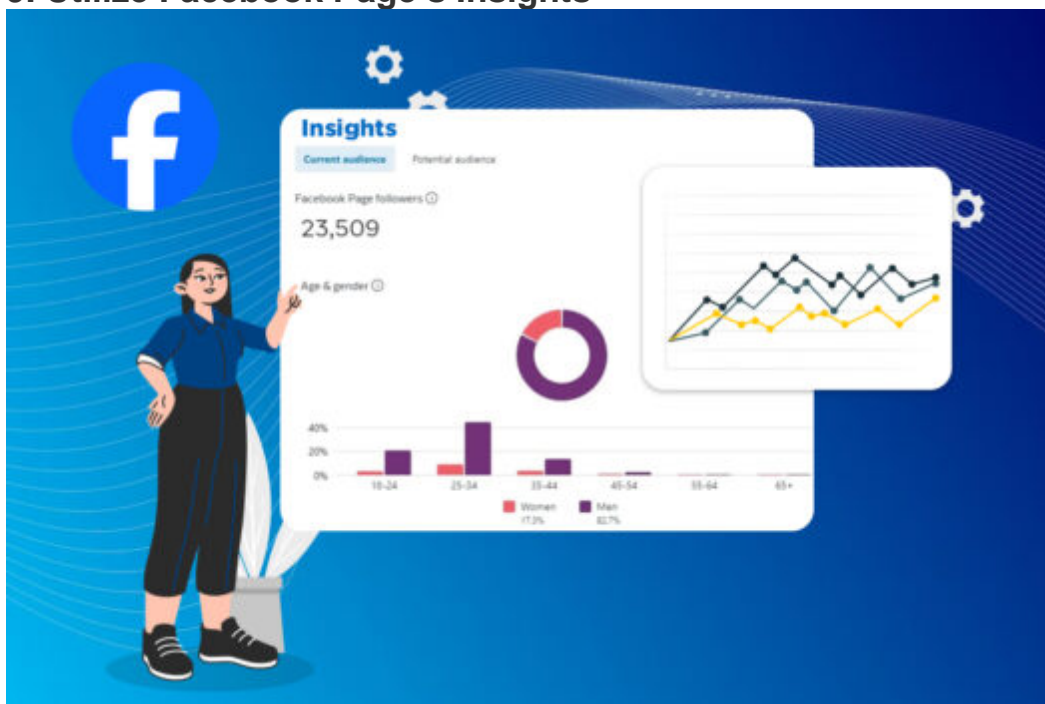 Insights
Current audience Potential audience
Facebook Page followers
23,509
Age & gender
40%
20%
0%
18-24 25-34 35-44 45-54 55-64 65+
Women Men
17.3% 82.7%